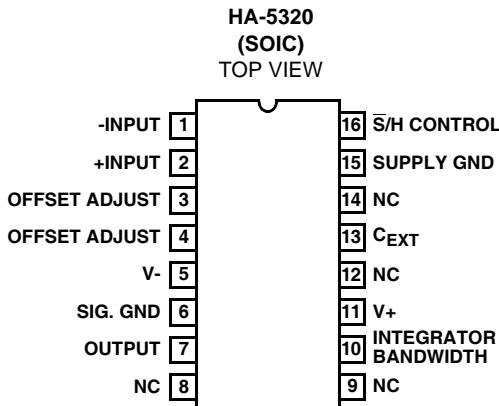 HA-5320
(SOIC)
TOP VIEW
-INPUT 1
+INPUT 2
OFFSET ADJUST 3
OFFSET ADJUST 4
V- 5
SIG. GND 6
OUTPUT 7
NC 8
16 S̅/H CONTROL
15 SUPPLY GND
14 NC
13 CEXT
12 NC
11 V+
10 INTEGRATOR
BANDWIDTH
9 NC